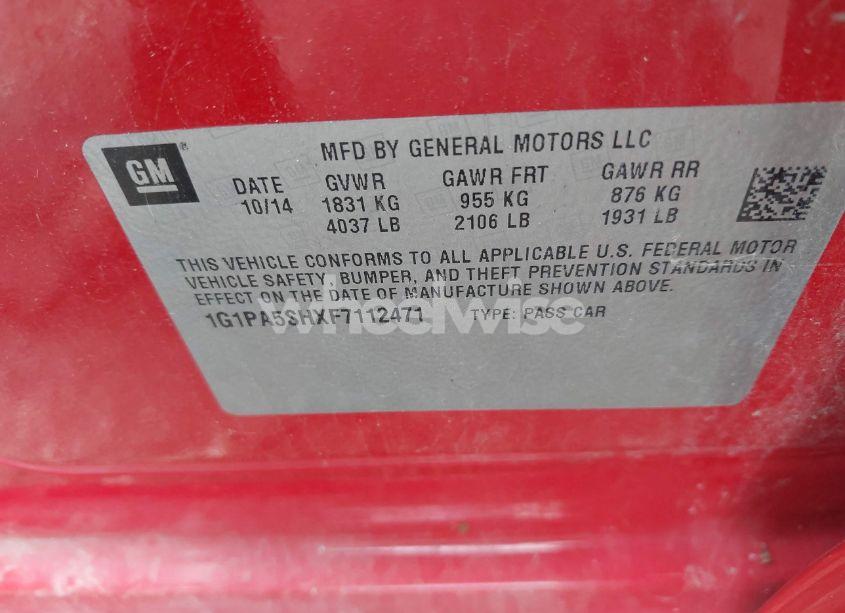 GM ® MFD BY GENERAL MOTORS LLC
DATE GVWR GAWR FRT GAWR RR
10/14 1831 KG 955 KG 876 KG
4037 LB 2106 LB 1931 LB
THIS VEHICLE CONFORMS TO ALL APPLICABLE U.S. FEDERAL MOTOR
VEHICLE SAFETY, BUMPER, AND THEFT PREVENTION STANDARDS IN
EFFECT ON THE DATE OF MANUFACTURE SHOWN ABOVE.
1G1PA5SHXF7112471 TYPE: PASS CAR
wheelwise